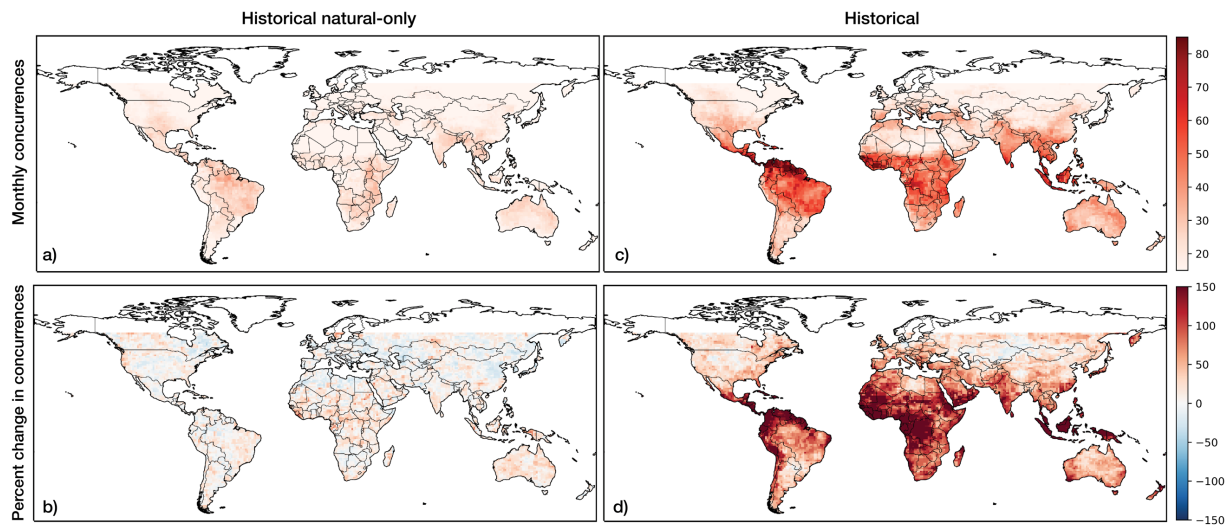 Historical natural-only
Historical
Monthly concurrences
a)
c)
80
70
60
50
40
30
20
Percent change in concurrences
b)
d)
150
100
50
0
−50
−100
−150